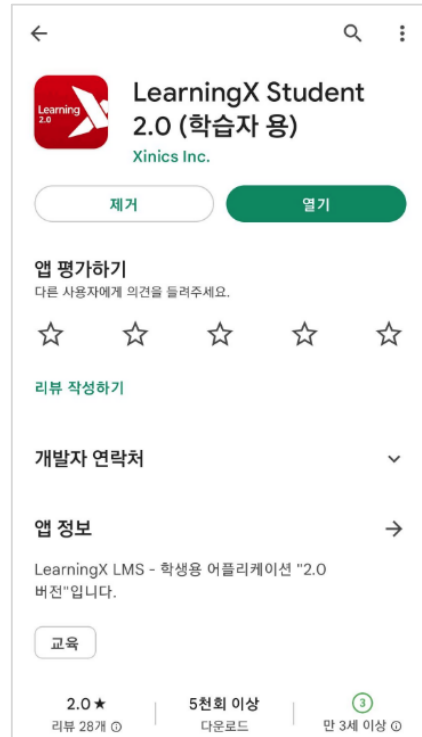 Learning
2.0
LearningX Student
2.0 (학습자 용)
Xinics Inc.
제거
열기
앱 평가하기
다른 사용자에게 의견을 들려주세요.
리뷰 작성하기
개발자 연락처
앱 정보
LearningX LMS - 학생용 어플리케이션 "2.0
버전"입니다.
교육
2.0★
5천회 이상
3
리뷰 28개
다운로드
만 3세 이상